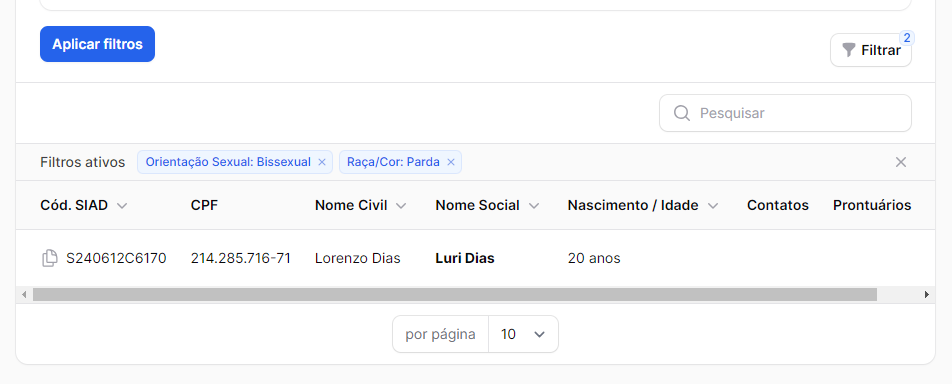 Aplicar filtros
2
Filtrar
Pesquisar
Filtros ativos Orientação Sexual: Bissexual × Raça/Cor: Parda ×
Cód. SIAD CPF Nome Civil Nome Social Nascimento / Idade Contatos Prontuários
S240612C6170 214.285.716-71 Lorenzo Dias Luri Dias 20 anos
por página 10